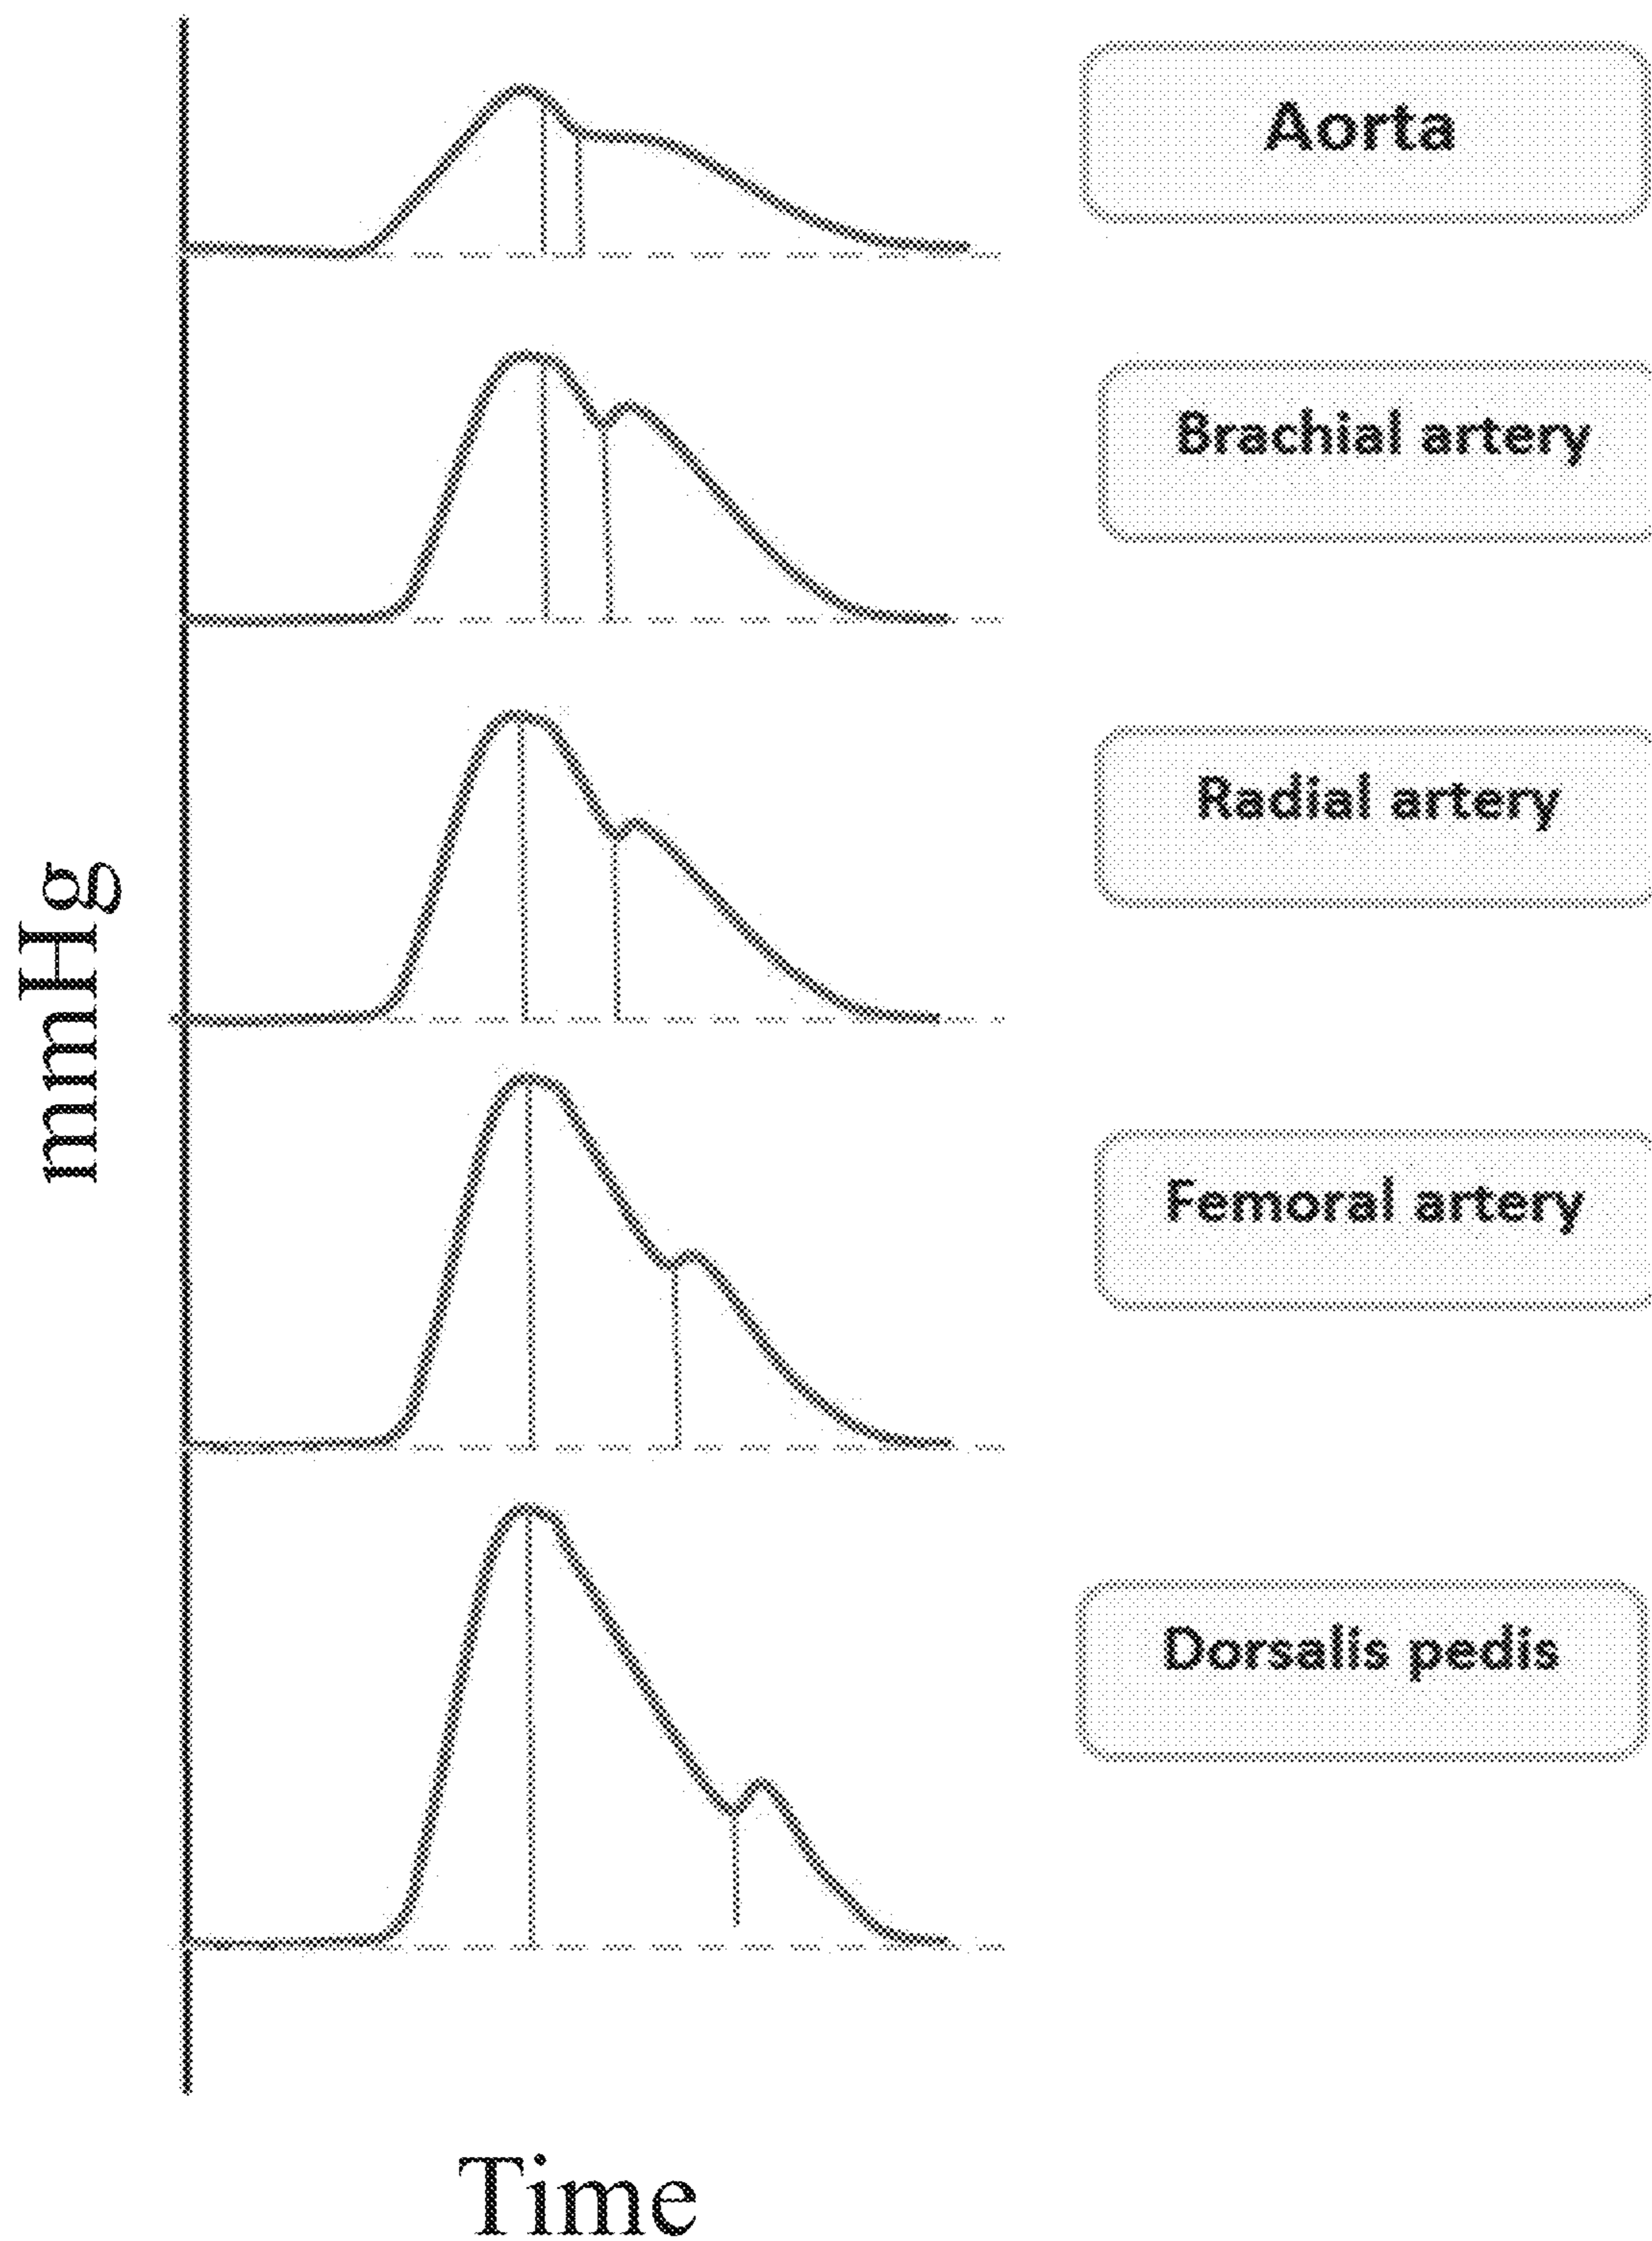 Aorta
Brachial artery
Radial artery
mmHg
Femoral artery
Dorsalis pedis
Time